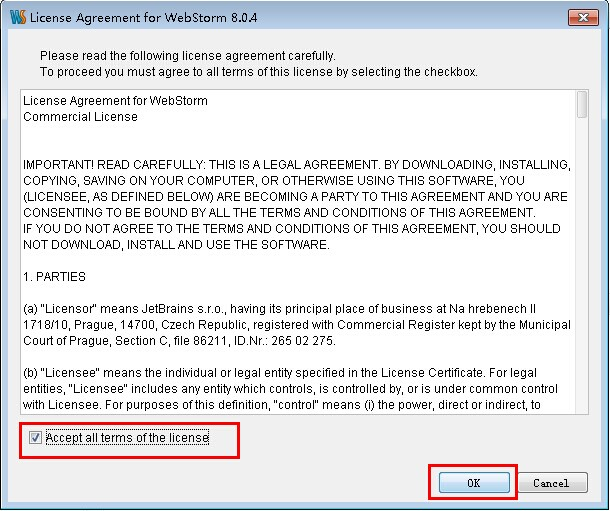 WS License Agreement for WebStorm 8.0.4
Please read the following license agreement carefully.
To proceed you must agree to all terms of this license by selecting the checkbox.
License Agreement for WebStorm
Commercial License
IMPORTANT! READ CAREFULLY: THIS IS A LEGAL AGREEMENT. BY DOWNLOADING, INSTALLING,
COPYING, SAVING ON YOUR COMPUTER, OR OTHERWISE USING THIS SOFTWARE, YOU
(LICENSEE, AS DEFINED BELOW) ARE BECOMING A PARTY TO THIS AGREEMENT AND YOU ARE
CONSENTING TO BE BOUND BY ALL THE TERMS AND CONDITIONS OF THIS AGREEMENT.
IF YOU DO NOT AGREE TO THE TERMS AND CONDITIONS OF THIS AGREEMENT, YOU SHOULD
NOT DOWNLOAD, INSTALL AND USE THE SOFTWARE.
1. PARTIES
(a) "Licensor" means JetBrains s.r.o., having its principal place of business at Na hrebenech II
1718/10, Prague, 14700, Czech Republic, registered with Commercial Register kept by the Municipal
Court of Prague, Section C, file 86211, ID.Nr.: 265 02 275.
(b) "Licensee" means the individual or legal entity specified in the License Certificate. For legal
entities, "Licensee" includes any entity which controls, is controlled by, or is under common control
with Licensee. For purposes of this definition, "control" means (i) the power, direct or indirect, to
Accept all terms of the license
OK
Cancel